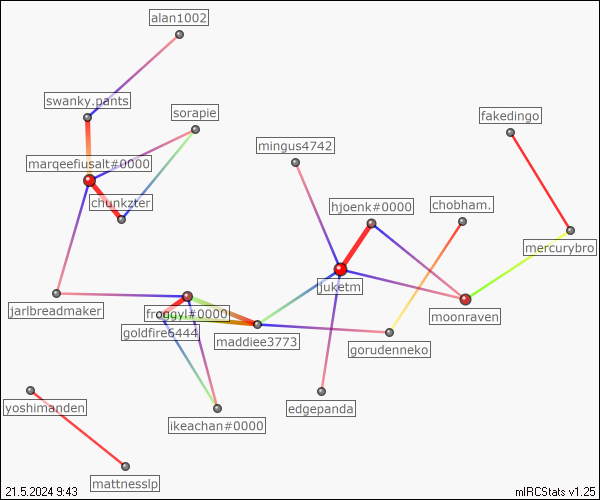 alan1002
swanky.pants
sorapie
fakedingo
mingus4742
marqeefiusalt#0000
chunkzter
hjoenk#0000
chobham.
mercurybro
juketm
jarlbreadmaker
froggyl#0000
moonraven
goldfire6444
maddiee3773
gorudenneko
yoshimanden
edgepanda
ikeachan#0000
mattnesslp
21.5.2024 9:43
mIRCStats v1.25